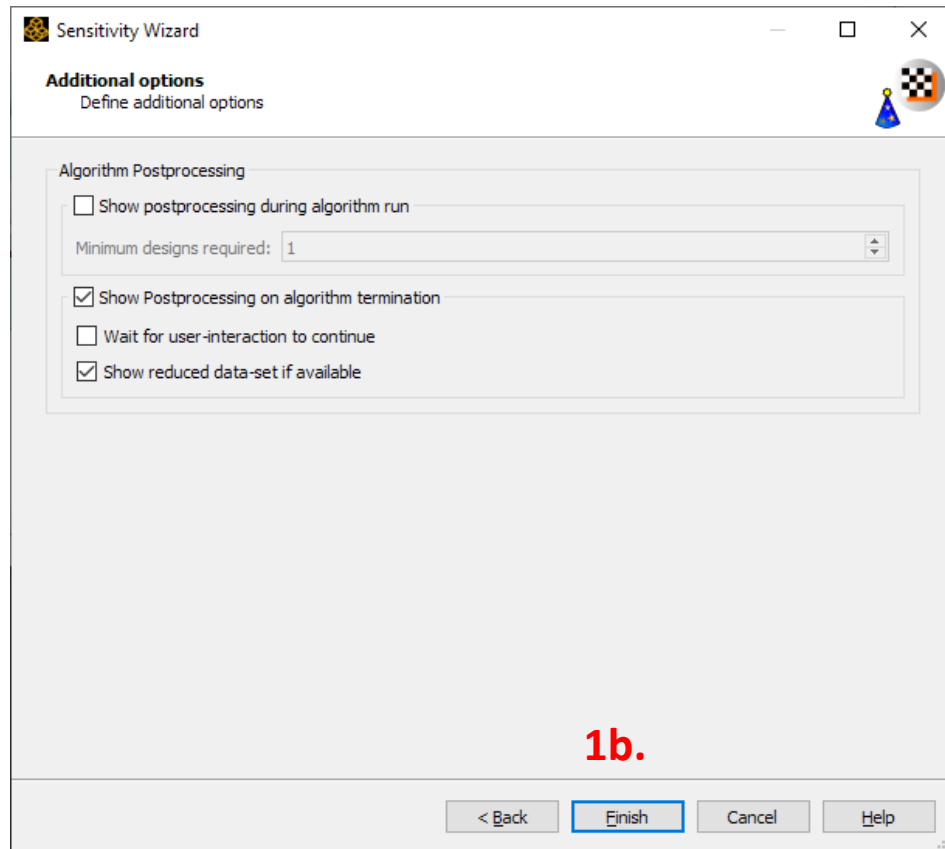 Sensitivity Wizard
Additional options
Define additional options
Algorithm Postprocessing
Show postprocessing during algorithm run
Minimum designs required: 1
Show Postprocessing on algorithm termination
Wait for user-interaction to continue
Show reduced data-set if available
1b.
< Back Finish Cancel Help